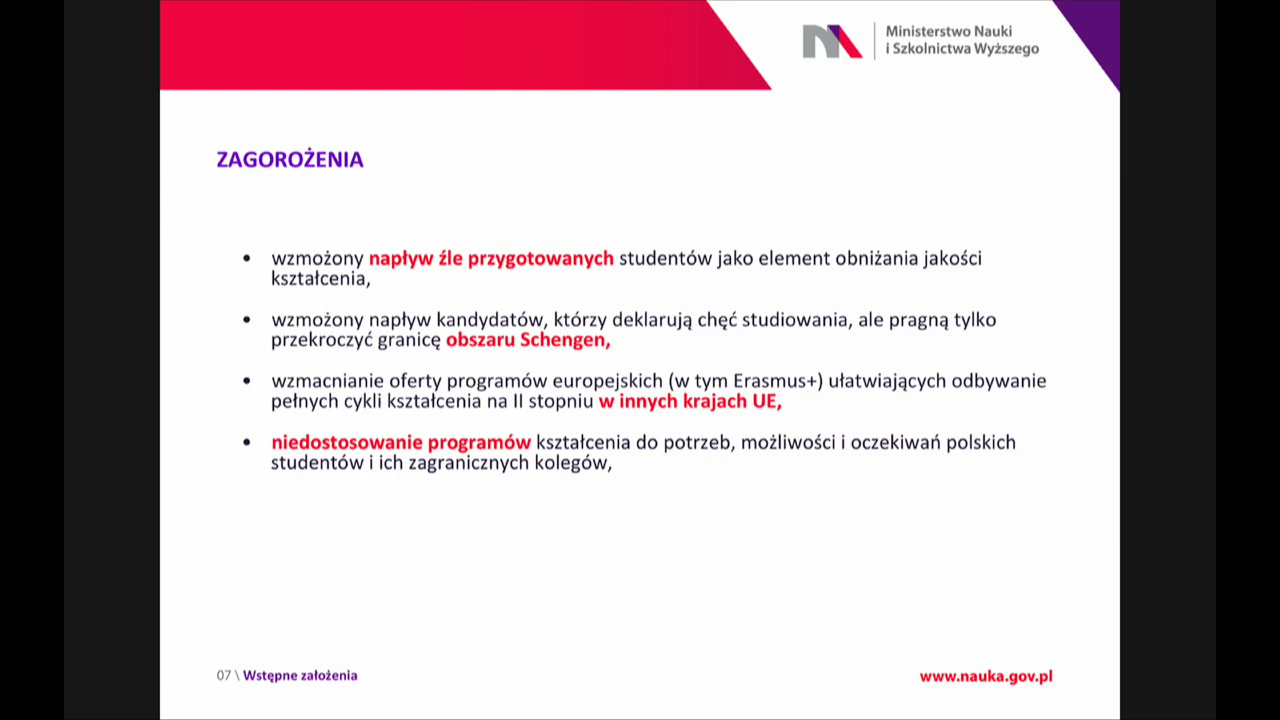 Ministerstwo Nauki
i Szkolnictwa Wyższego
ZAGOROŻENIA
• wzmożony napływ źle przygotowanych studentów jako element obniżania jakości
kształcenia,
• wzmożony napływ kandydatów, którzy deklarują chęć studiowania, ale pragną tylko
przekroczyć granicę obszaru Schengen,
• wzmacnianie oferty programów europejskich (w tym Erasmus+) ułatwiających odbywanie
pełnych cykli kształcenia na II stopniu w innych krajach UE,
• niedostosowanie programów kształcenia do potrzeb, możliwości i oczekiwań polskich
studentów i ich zagranicznych kolegów,
07 \ Wstępne założenia
www.nauka.gov.pl